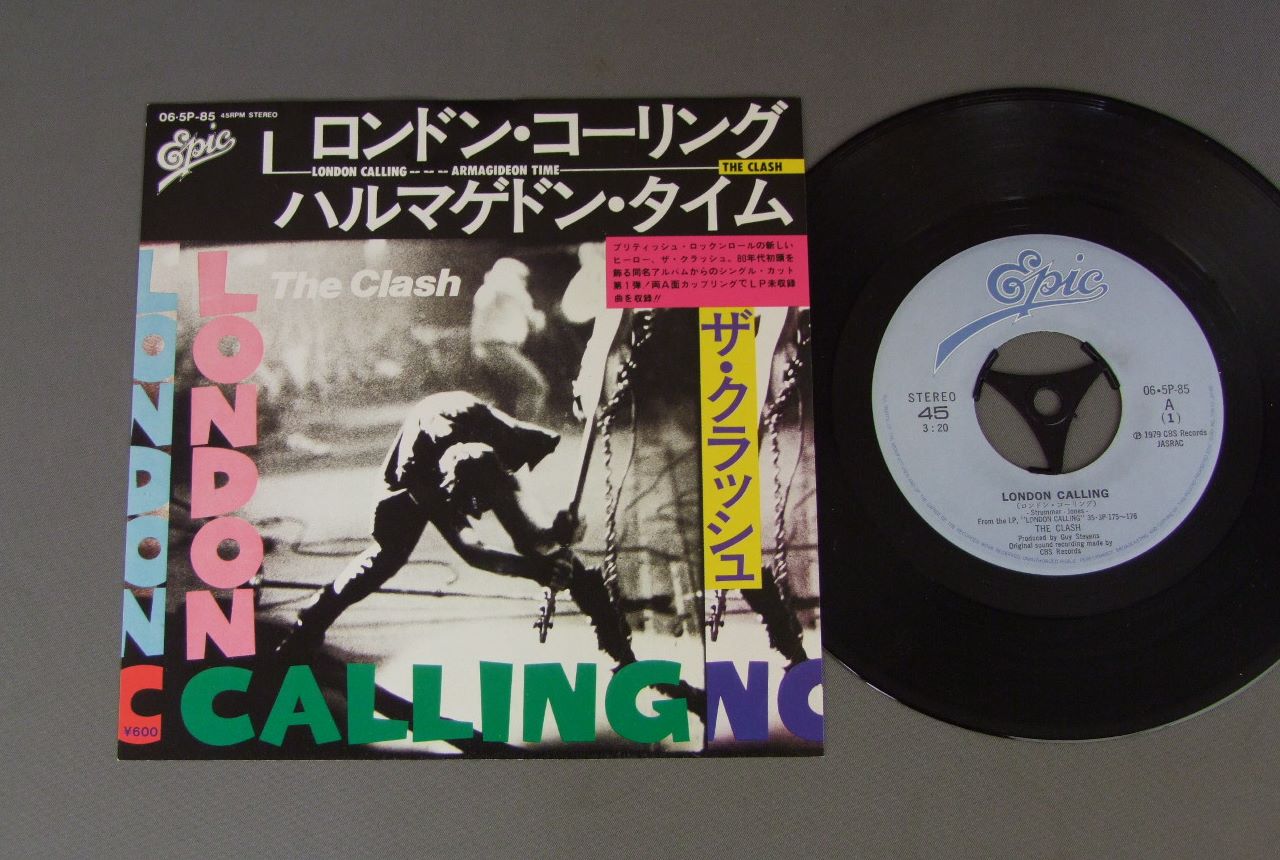 06・5P-85 45RPM STEREO
Epic
ロンドン・コーリング
LONDON CALLING --- ARMAGIDEON TIME
THE CLASH
ハルマゲドン・タイム
ブリティッシュ・ロックンロールの新しい
ヒーロー、ザ・クラッシュ。80年代初頭を
飾る同名アルバムからのシングル・カット
第1弾!両A面カップリングでLP未収録
曲を収録!!
The Clash
LONDON
LONDON
ザ・クラッシュ
C
CALLING
NC
¥600
Epic
STEREO
45
3:20
06・5P-85
A
(1)
℗ 1979 CBS Records
JASRAC
LONDON CALLING
(ロンドン・コーリング)
- Strummer - Jones -
From the LP, "LONDON CALLING" 35・3P-175~176
THE CLASH
Produced by Guy Stevens
Original sound recording made by
CBS Records